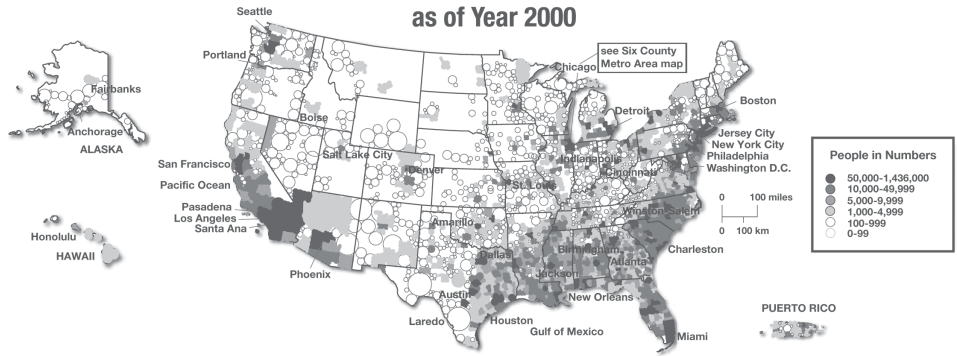 as of Year 2000
Seattle
Portland
see Six County
Metro Area map
Chicago
Fairbanks
Boise
Detroit
Boston
Anchorage
ALASKA
Jersey City
New York City
Philadelphia
Washington D.C.
Salt Lake City
Indianapolis
San Francisco
Denver
Cincinnati
Pacific Ocean
St. Louis
Pasadena
Los Angeles
Santa Ana
Amarillo
Winston-Salem
Honolulu
HAWAII
Phoenix
Dallas
Birmingham
Atlanta
Charleston
Jackson
Austin
New Orleans
Laredo
Houston
Gulf of Mexico
Miami
PUERTO RICO
0 100 miles
0 100 km
People in Numbers
50,000-1,436,000
10,000-49,999
5,000-9,999
1,000-4,999
100-999
0-99